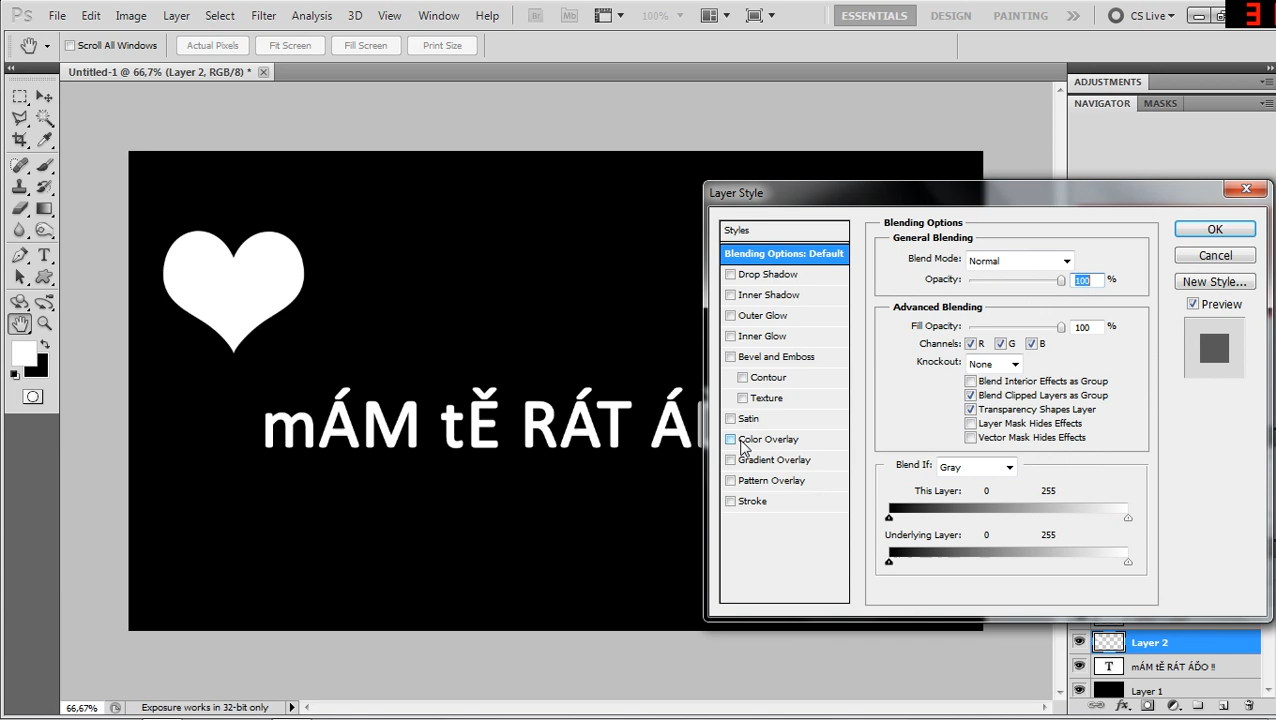 Ps File Edit Image Layer Select Filter Analysis 3D View Window Help Br Mb 100% ESSENTIALS DESIGN PAINTING CS Live 3
Scroll All Windows Actual Pixels Fit Screen Fill Screen Print Size
Untitled-1 @ 66,7% (Layer 2, RGB/8) *
ADJUSTMENTS
NAVIGATOR MASKS
mÁM tĚ RÁT Á
Layer Style
Styles
Blending Options: Default
Drop Shadow
Inner Shadow
Outer Glow
Inner Glow
Bevel and Emboss
Contour
Texture
Satin
Color Overlay
Gradient Overlay
Pattern Overlay
Stroke
Blending Options
General Blending
Blend Mode: Normal
Opacity: 100 %
Advanced Blending
Fill Opacity: 100 %
Channels: R G B
Knockout: None
Blend Interior Effects as Group
Blend Clipped Layers as Group
Transparency Shapes Layer
Layer Mask Hides Effects
Vector Mask Hides Effects
Blend If: Gray
This Layer: 0 255
Underlying Layer: 0 255
OK
Cancel
New Style...
Preview
Layer 2
T mÁM tĚ RÁT ÁĎO !!
Layer 1
66,67% Exposure works in 32-bit only
fx